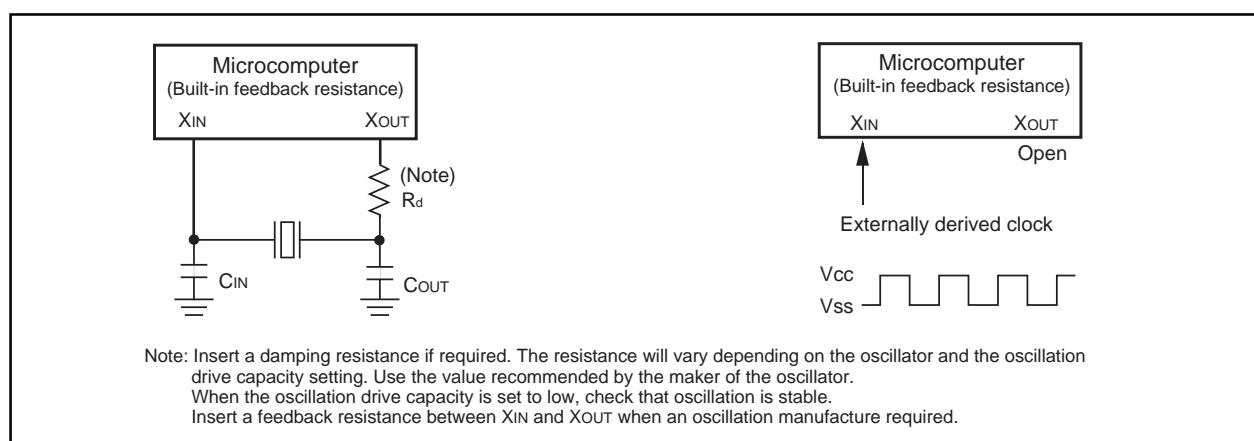 Microcomputer
(Built-in feedback resistance)
XIN XOUT
(Note)
Rd
CIN
COUT
Microcomputer
(Built-in feedback resistance)
XIN XOUT
Open
Externally derived clock
Vcc
Vss
Note: Insert a damping resistance if required. The resistance will vary depending on the oscillator and the oscillation
drive capacity setting. Use the value recommended by the maker of the oscillator.
When the oscillation drive capacity is set to low, check that oscillation is stable.
Insert a feedback resistance between XIN and XOUT when an oscillation manufacture required.